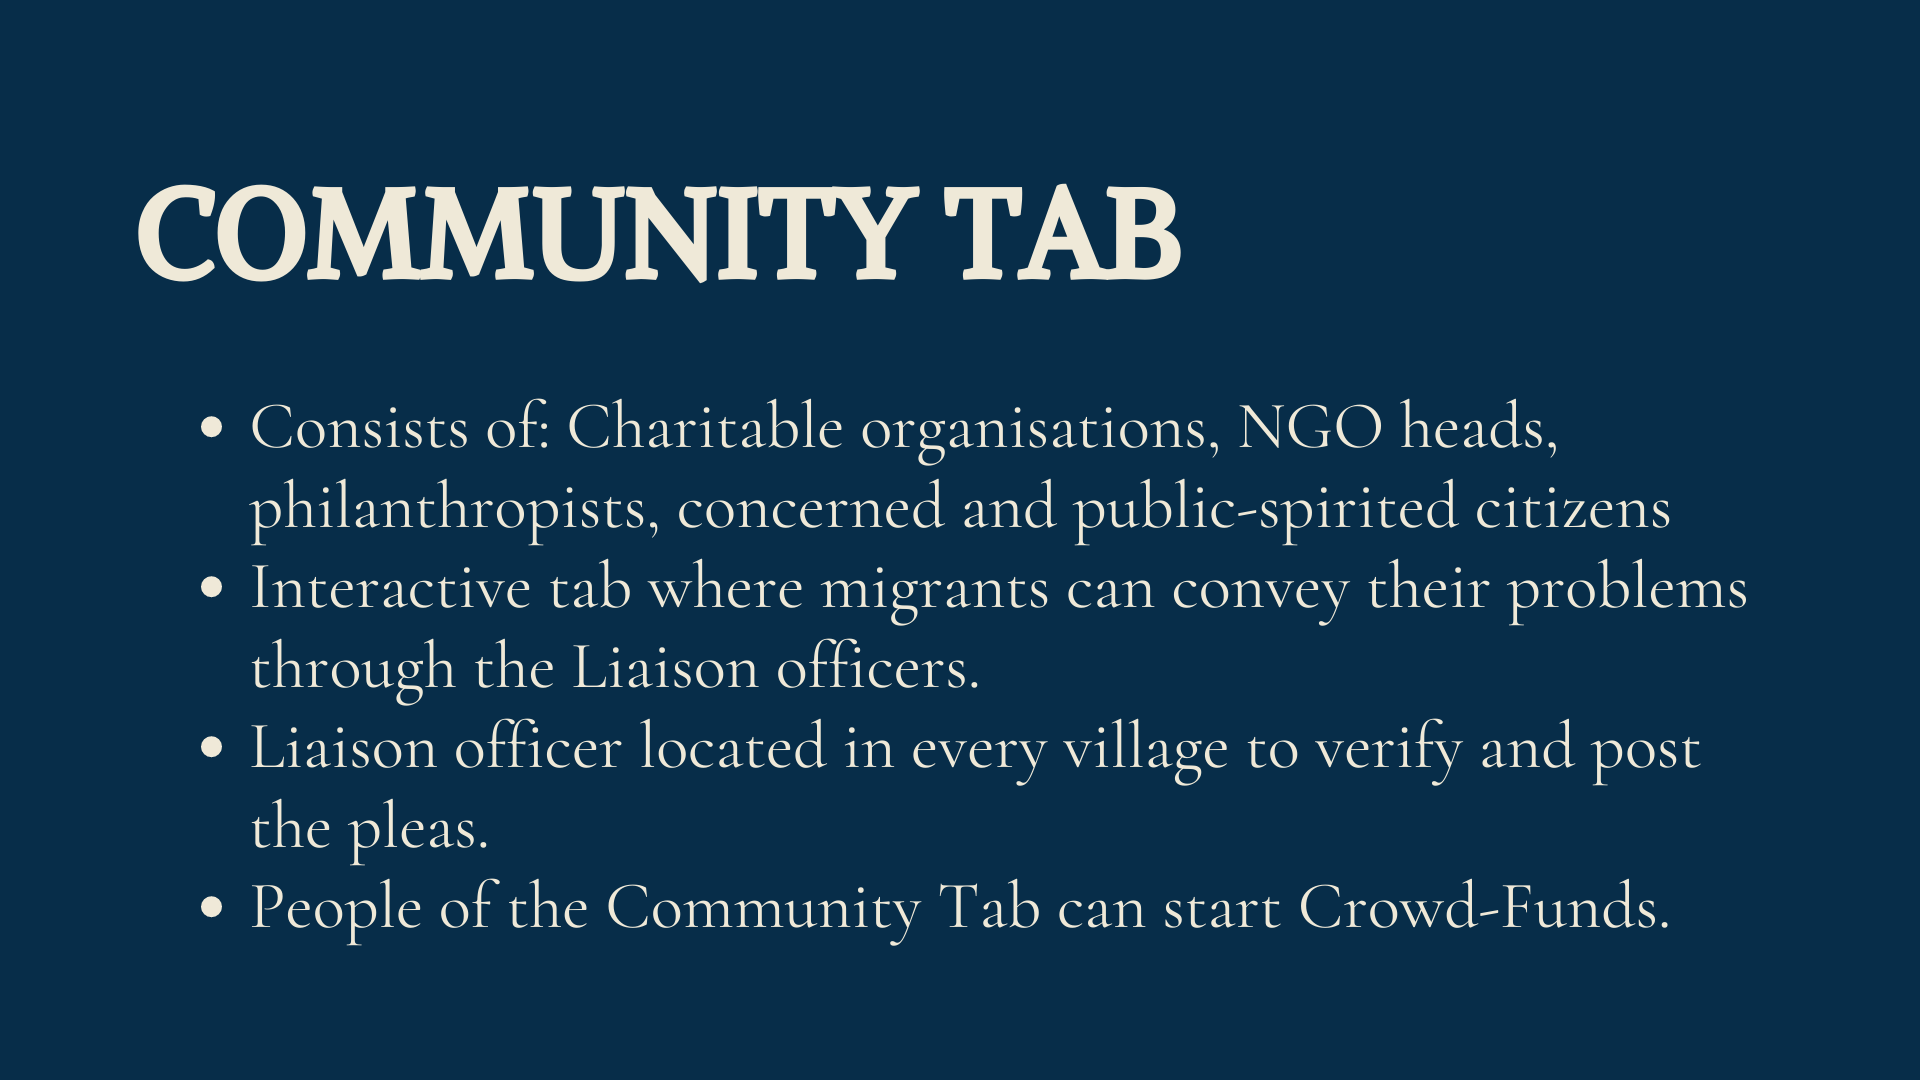 COMMUNITY TAB
• Consists of: Charitable organisations, NGO heads,
philanthropists, concerned and public-spirited citizens
• Interactive tab where migrants can convey their problems
through the Liaison officers.
• Liaison officer located in every village to verify and post
the pleas.
• People of the Community Tab can start Crowd-Funds.